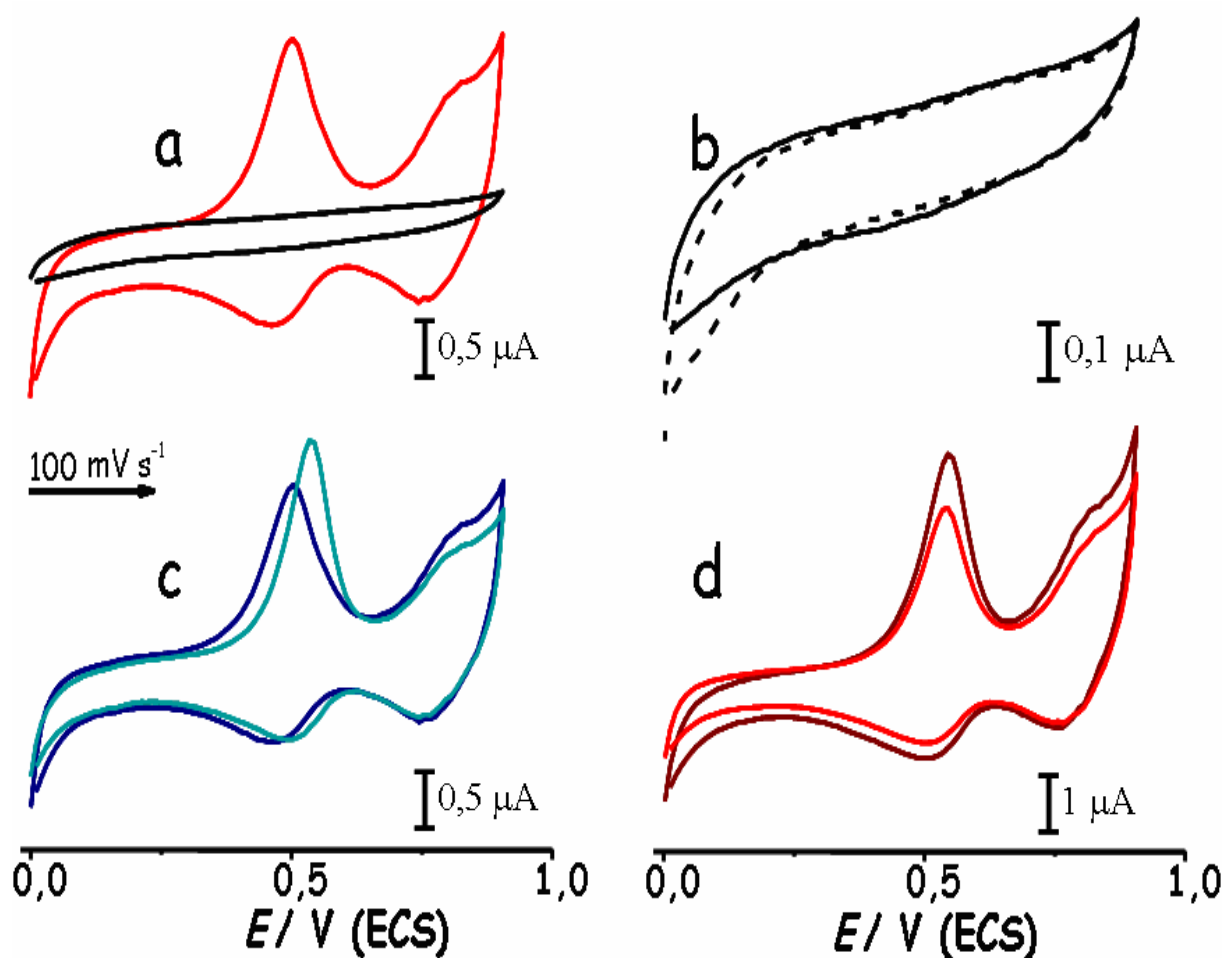 a
b
0,5 μA
0,1 μA
100 mV s⁻¹
c
d
0,5 μA
1 μA
0,0 0,5 1,0
0,0 0,5 1,0
E / V (ECS)
E / V (ECS)